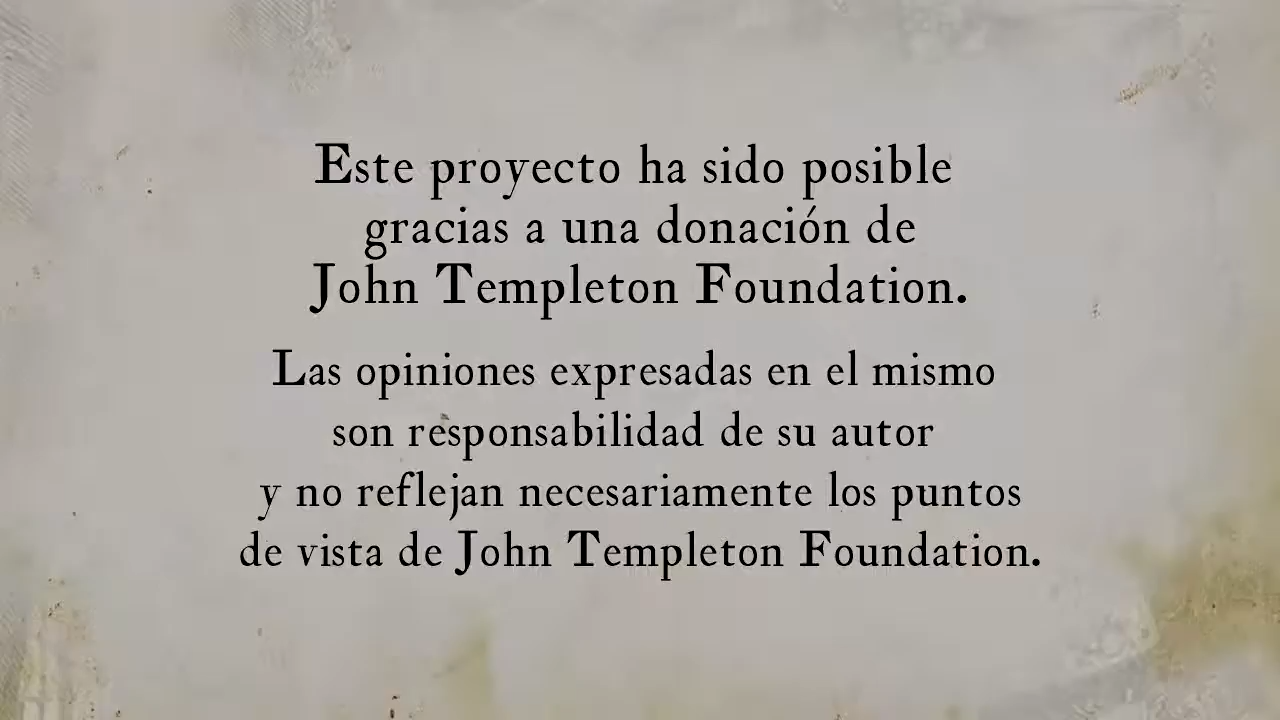 Este proyecto ha sido posible
gracias a una donación de
John Templeton Foundation.
Las opiniones expresadas en el mismo
son responsabilidad de su autor
y no reflejan necesariamente los puntos
de vista de John Templeton Foundation.